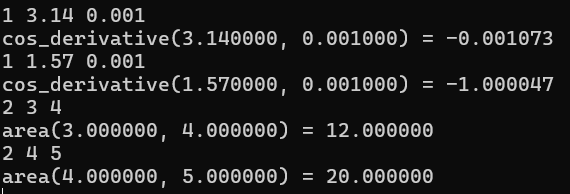 1 3.14 0.001
cos_derivative(3.140000, 0.001000) = -0.001073
1 1.57 0.001
cos_derivative(1.570000, 0.001000) = -1.000047
2 3 4
area(3.000000, 4.000000) = 12.000000
2 4 5
area(4.000000, 5.000000) = 20.000000